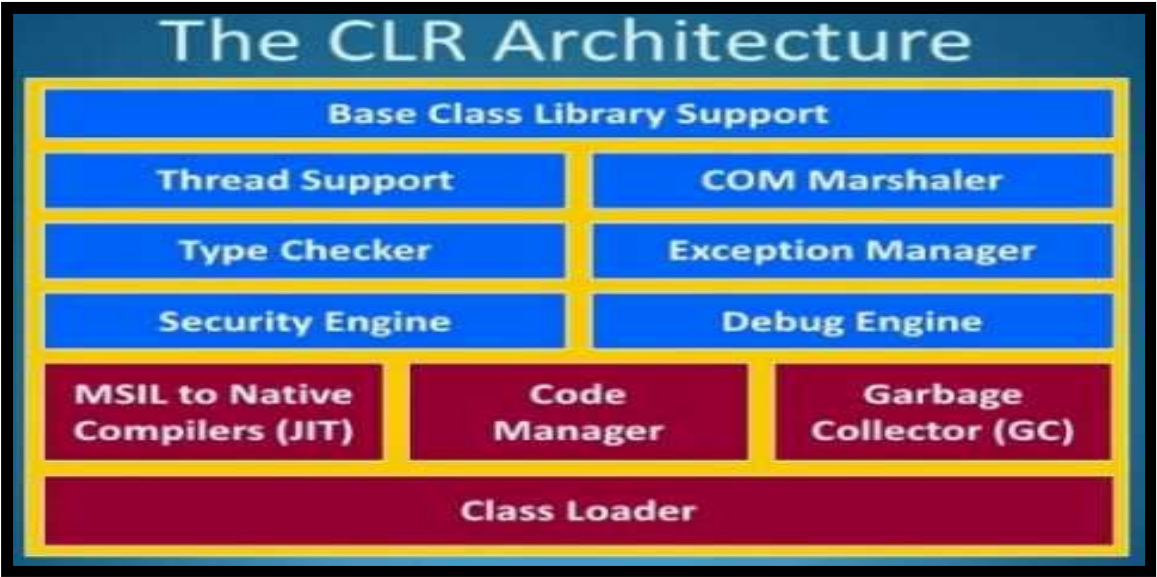 The CLR Architecture
Base Class Library Support
Thread Support
COM Marshaler
Type Checker
Exception Manager
Security Engine
Debug Engine
MSIL to Native
Compilers (JIT)
Code
Manager
Garbage
Collector (GC)
Class Loader